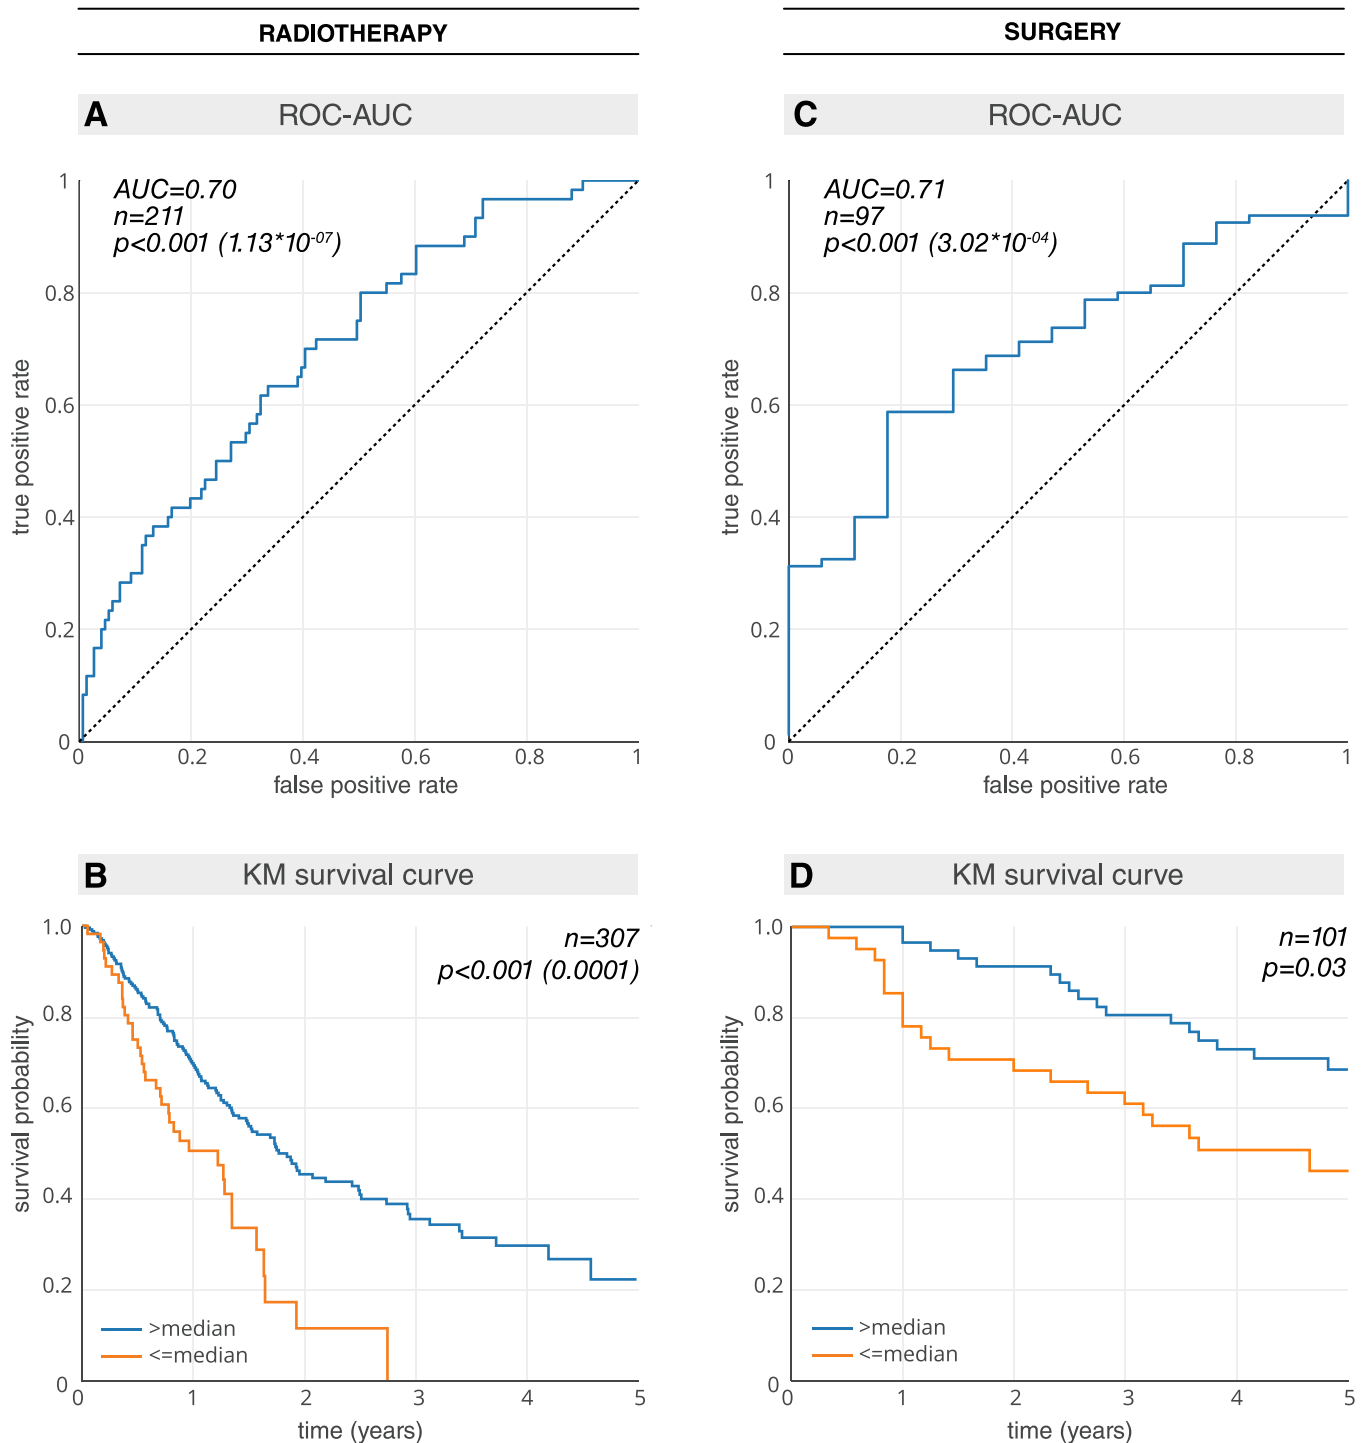 RADIOTHERAPY
SURGERY
A
ROC-AUC
C
ROC-AUC
AUC=0.70
n=211
p<0.001 (1.13*10-07)
1
0.8
0.6
0.4
0.2
0
true positive rate
0
0.2
0.4
0.6
0.8
1
false positive rate
AUC=0.71
n=97
p<0.001 (3.02*10-04)
1
0.8
0.6
0.4
0.2
0
true positive rate
0
0.2
0.4
0.6
0.8
1
false positive rate
B
KM survival curve
D
KM survival curve
n=307
p<0.001 (0.0001)
1.0
0.8
0.6
0.4
0.2
0
survival probability
>median
<=median
0
1
2
3
4
5
time (years)
n=101
p=0.03
1.0
0.8
0.6
0.4
0.2
0
survival probability
>median
<=median
0
1
2
3
4
5
time (years)